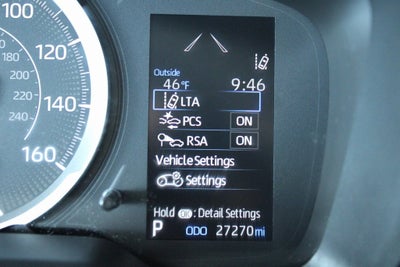 100
120
140
160
180
200
220
240
Outside
46°F 9:46
LTA
PCS ON
RSA ON
Vehicle Settings
Settings
Hold OK : Detail Settings
P ODO 27270 mi